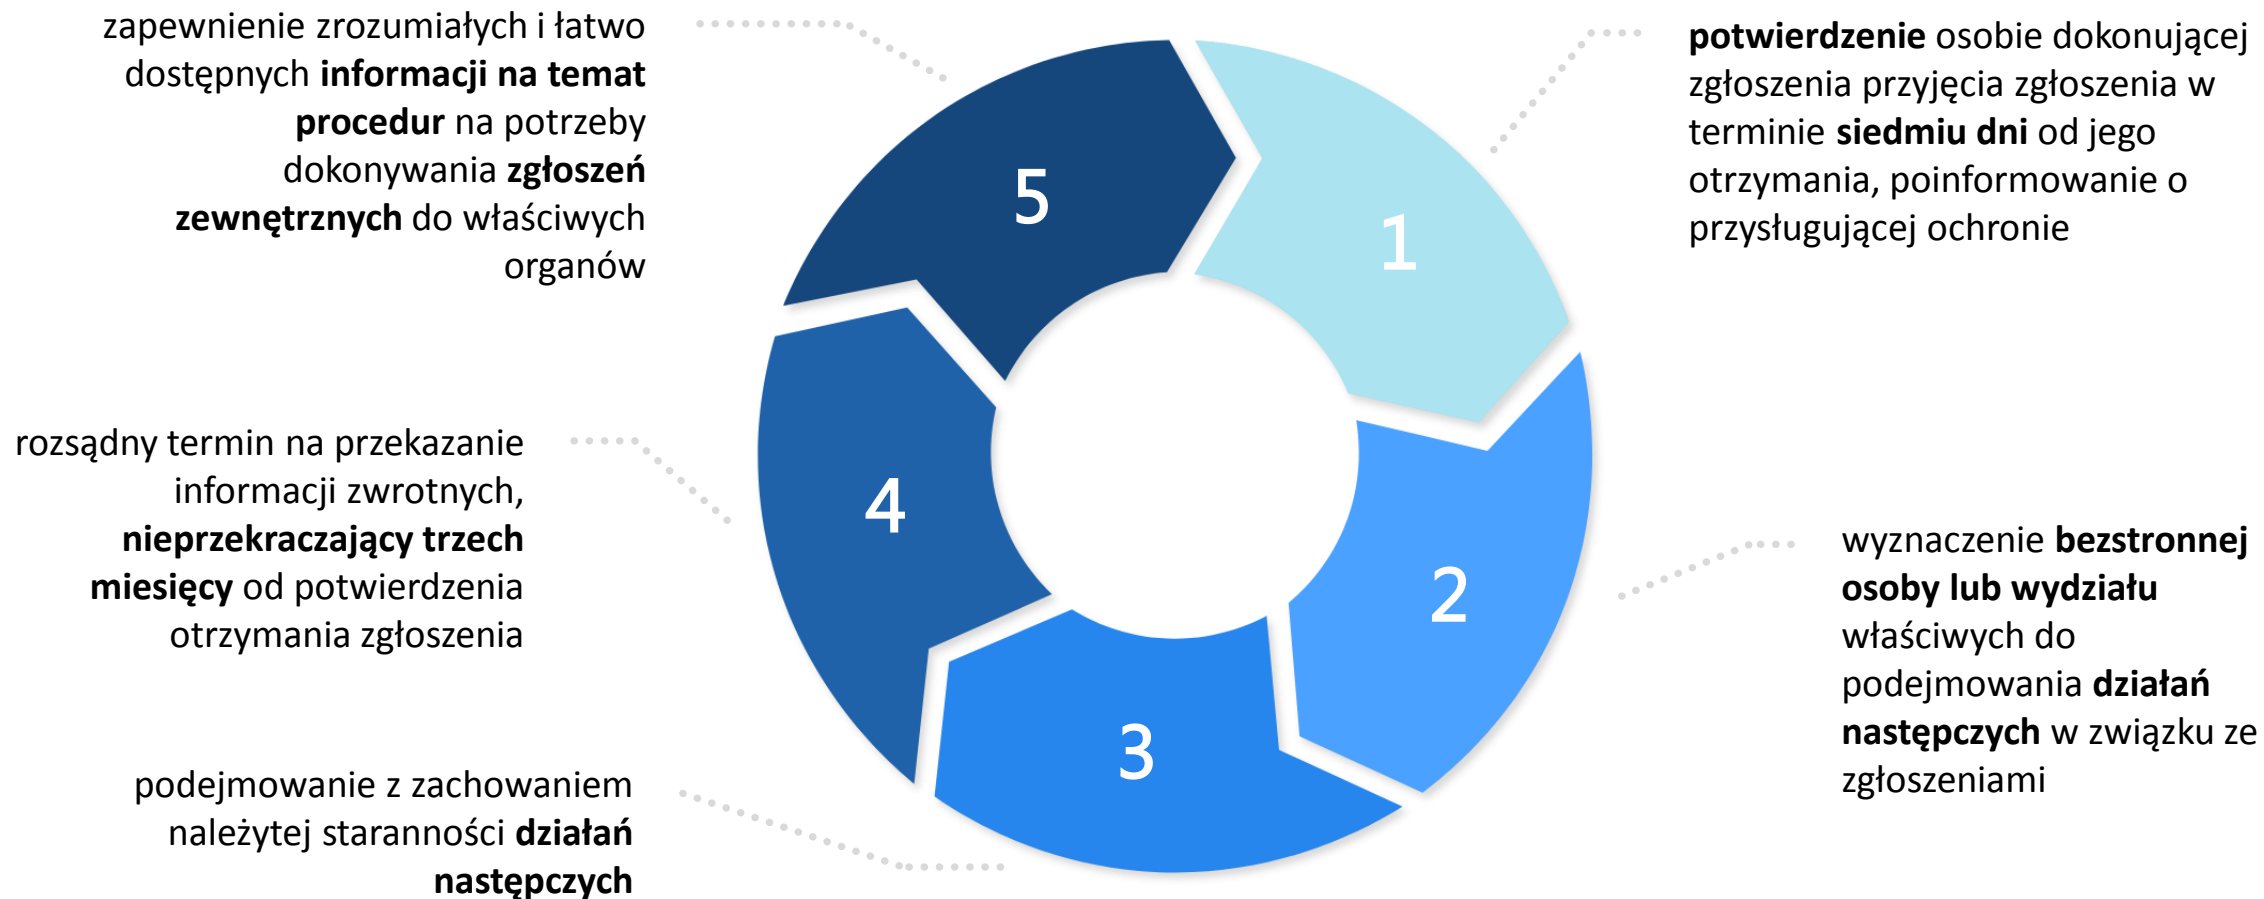 zapewnienie zrozumiałych i łatwo
dostępnych informacji na temat
procedur na potrzeby
dokonywania zgłoszeń
zewnętrznych do właściwych
organów
potwierdzenie osobie dokonującej
zgłoszenia przyjęcia zgłoszenia w
terminie siedmiu dni od jego
otrzymania, poinformowanie o
przysługującej ochronie
5
1
rozsądny termin na przekazanie
informacji zwrotnych,
nieprzekraczający trzech
miesięcy od potwierdzenia
otrzymania zgłoszenia
4
2
wyznaczenie bezstronnej
osoby lub wydziału
właściwych do
podejmowania działań
następczych w związku ze
zgłoszeniami
3
podejmowanie z zachowaniem
należytej staranności działań
następczych